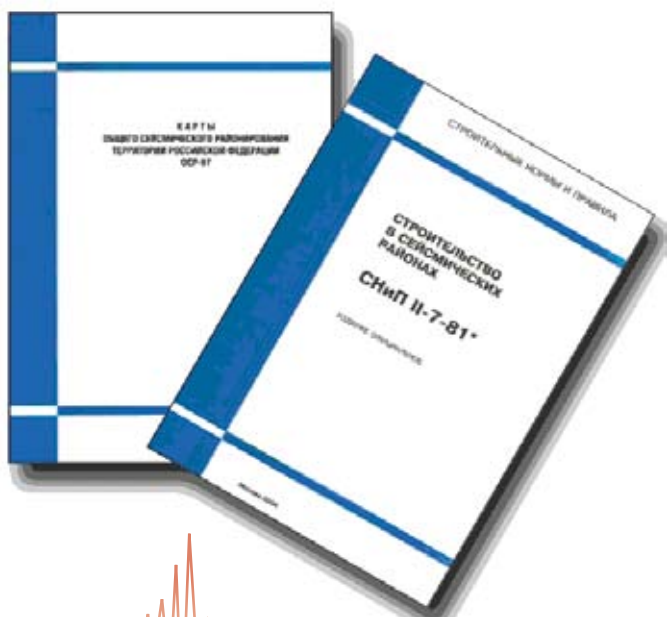 КАРТЫ
ОБЩЕГО СЕЙСМИЧЕСКОГО РАЙОНИРОВАНИЯ
ТЕРРИТОРИИ РОССИЙСКОЙ ФЕДЕРАЦИИ
ОСР-97
СТРОИТЕЛЬНЫЕ НОРМЫ И ПРАВИЛА
СТРОИТЕЛЬСТВО
В СЕЙСМИЧЕСКИХ
РАЙОНАХ
СНиП II-7-81*
ИЗДАНИЕ ОФИЦИАЛЬНОЕ
Москва